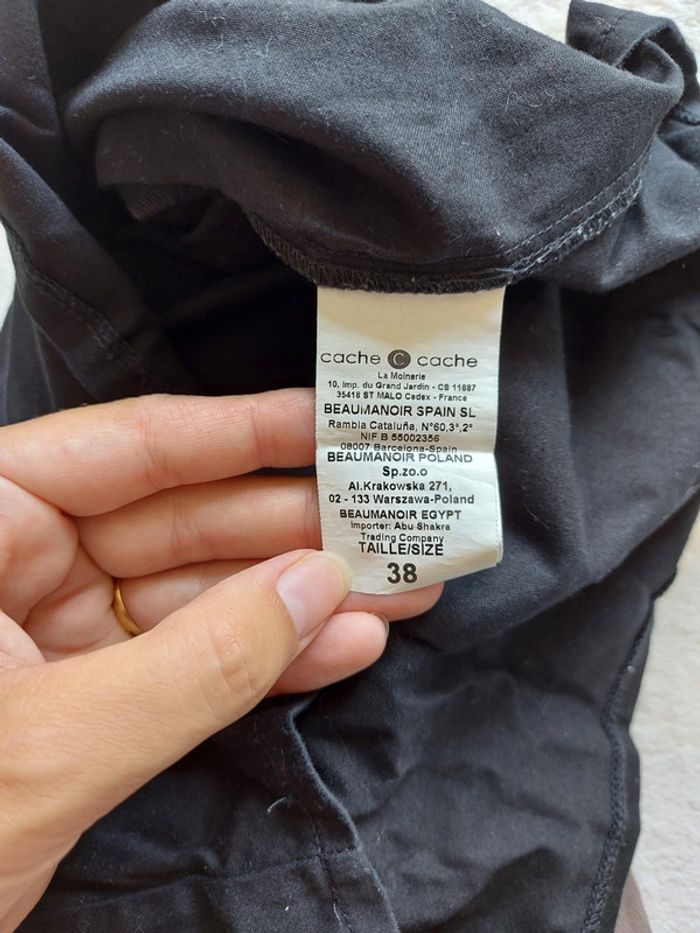 cache C cache
La Moinerie
10, Imp. du Grand Jardin - CS 11887
35418 ST MALO Cedex - France
BEAUMANOIR SPAIN SL
Rambla Cataluña, N°60,3°,2°
NIF B 55002356
08007 Barcelona-Spain
BEAUMANOIR POLAND
Sp.zo.o
Al.Krakowska 271,
02 - 133 Warszawa-Poland
BEAUMANOIR EGYPT
Importer: Abu Shakra
Trading Company
TAILLE/SIZE
38